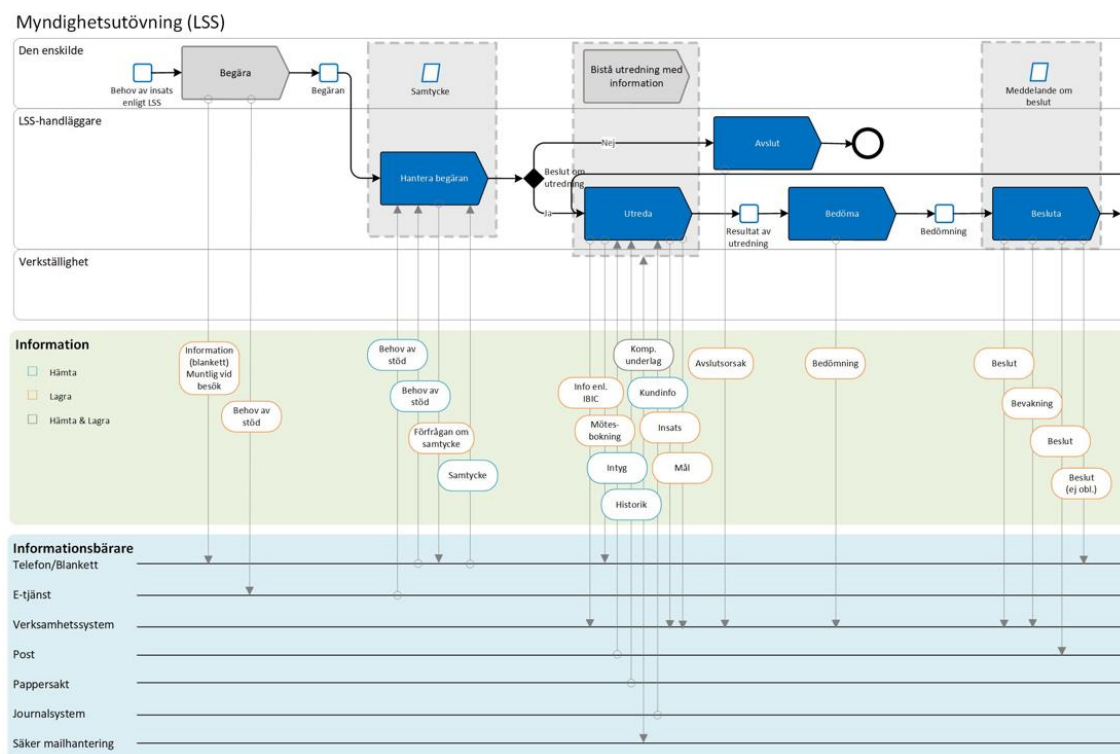 Myndighetsutövning (LSS)
Den enskilde
Behov av insats
enligt LSS
Begära
Begäran
Samtycke
Bistå utredning med
information
Meddelande om
beslut
LSS-handläggare
Hantera begäran
Beslut om
utredning
Nej
Ja
Avslut
Utreda
Resultat av
utredning
Bedöma
Bedömning
Besluta
Verkställighet
Information
Hämta
Lagra
Hämta & Lagra
Information
(blankett)
Muntlig vid
besök
Behov av
stöd
Behov av
stöd
Behov av
stöd
Förfrågan om
samtycke
Samtycke
Info enl.
IBIC
Mötes-
bokning
Intyg
Historik
Komp.
underlag
Kundinfo
Insats
Mål
Avslutsorsak
Bedömning
Beslut
Bevakning
Beslut
Beslut
(ej obl.)
Informationsbärare
Telefon/Blankett
E-tjänst
Verksamhetssystem
Post
Pappersakt
Journalsystem
Säker mailhantering